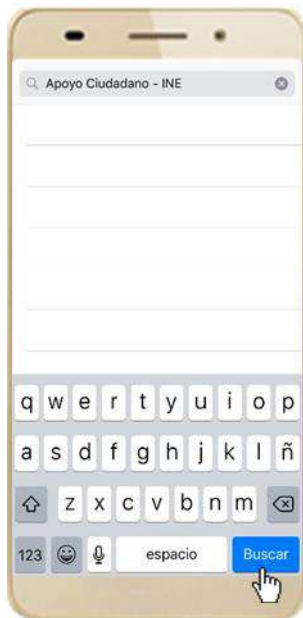 Apoyo Ciudadano - INE
q w e r t y u i o p
a s d f g h j k l ñ
z x c v b n m
123 espacio Buscar